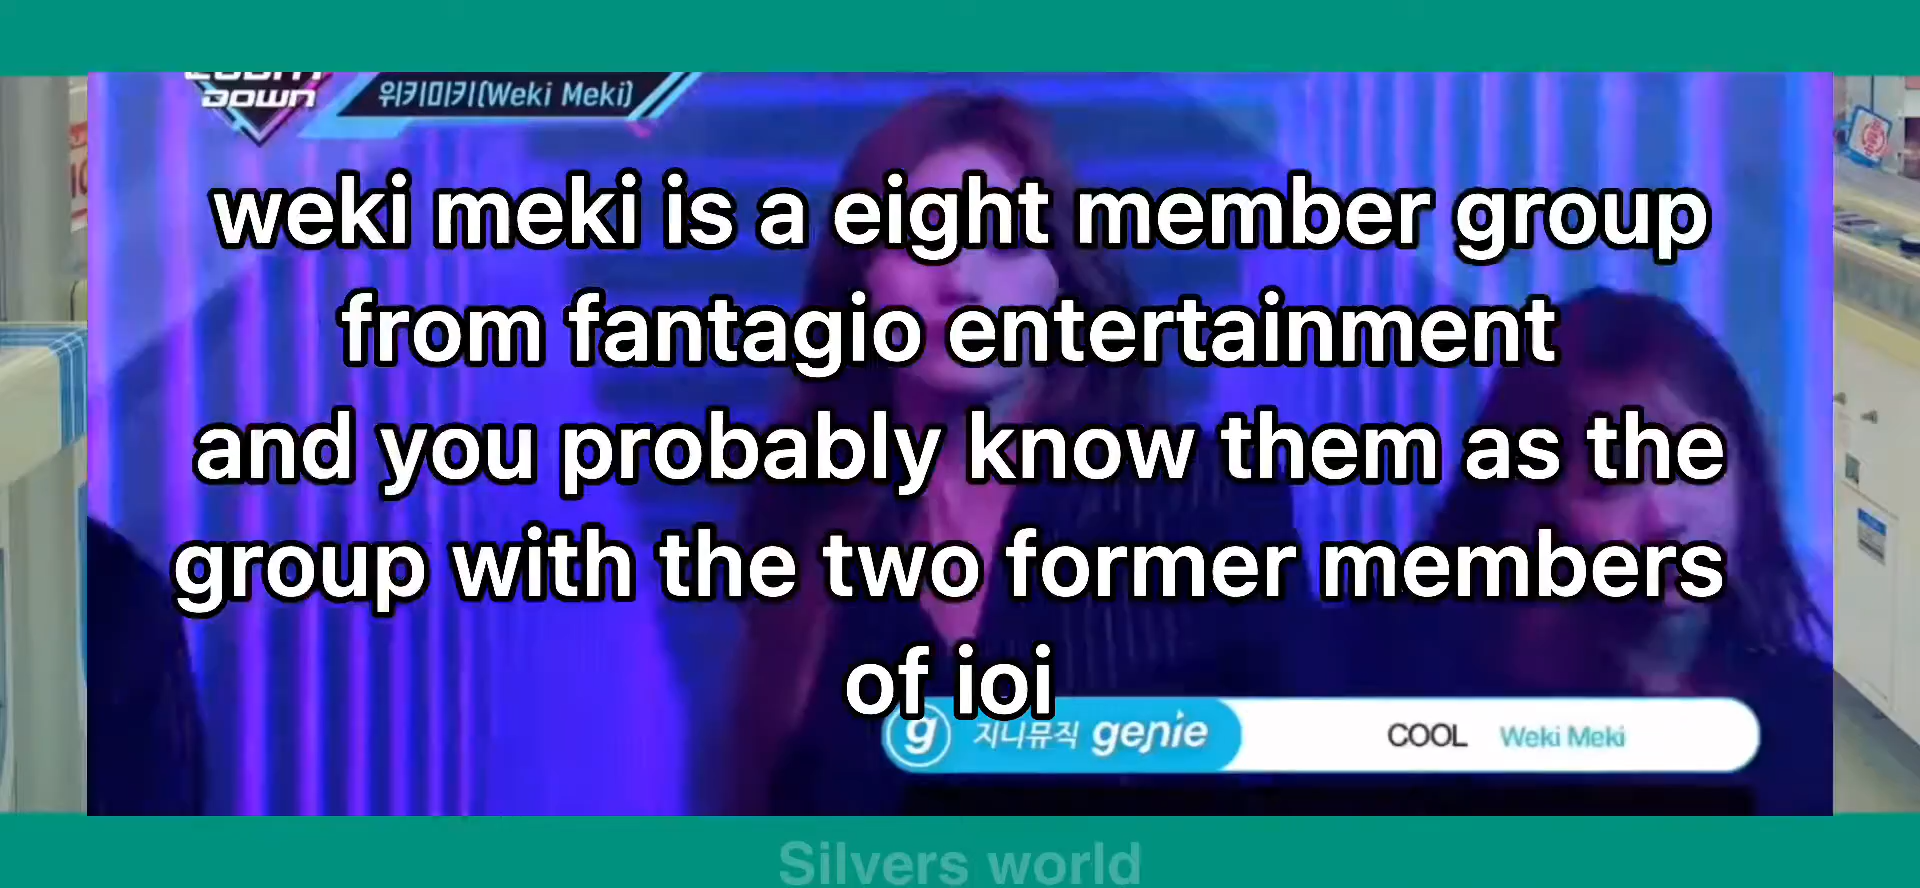 DOWN
위키미키(Weki Meki)
weki meki is a eight member group
from fantagio entertainment
and you probably know them as the
group with the two former members
of ioi
g 지니뮤직 genie COOL Weki Meki
Silvers world